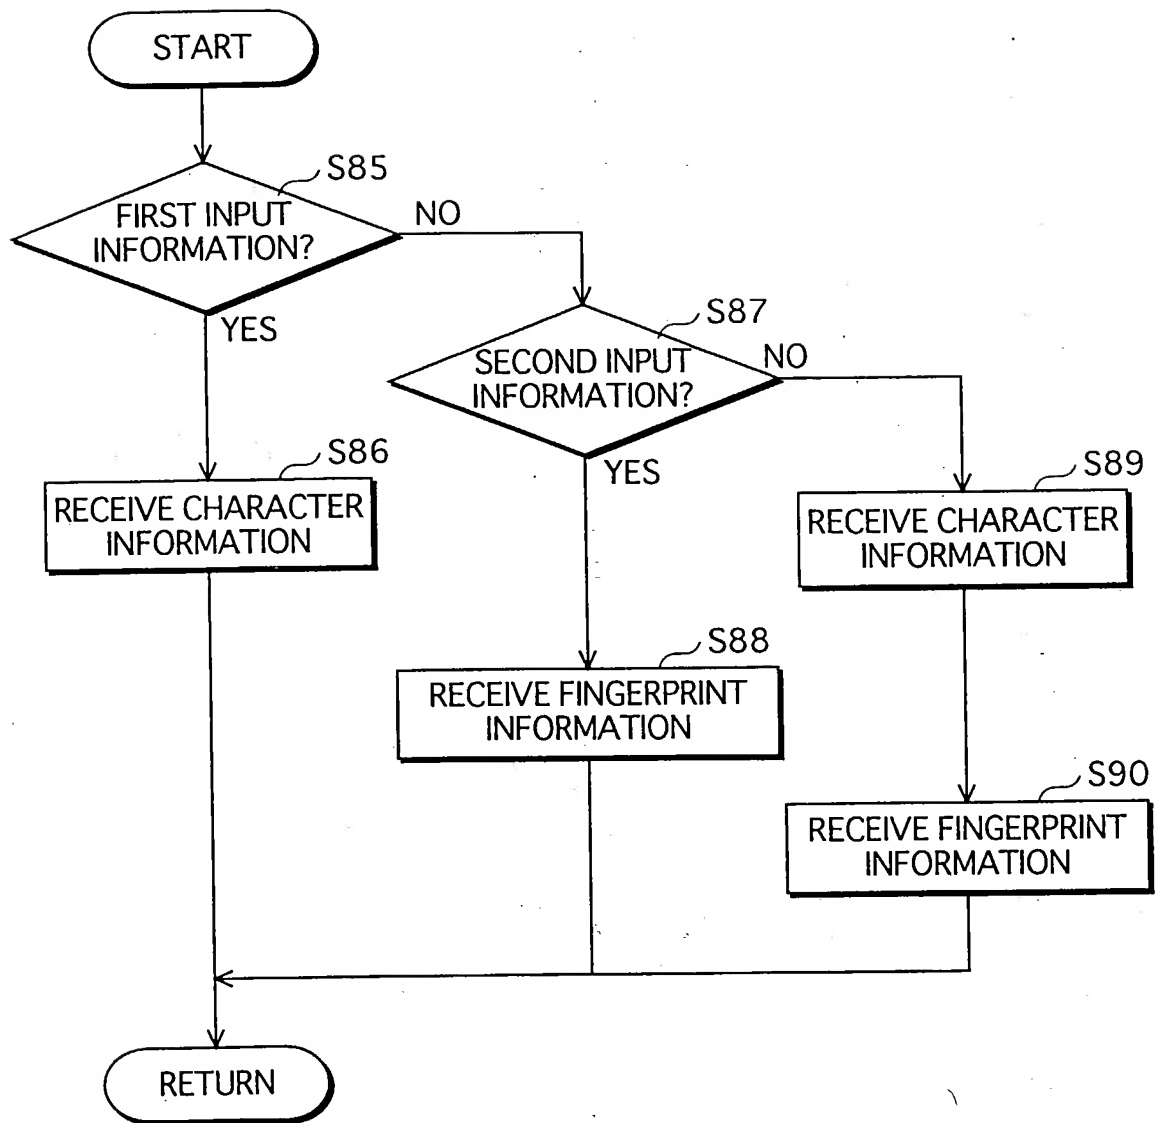 START
S85
FIRST INPUT
INFORMATION?
NO
YES
S87
SECOND INPUT
INFORMATION?
NO
YES
S86
RECEIVE CHARACTER
INFORMATION
S89
RECEIVE CHARACTER
INFORMATION
S88
RECEIVE FINGERPRINT
INFORMATION
S90
RECEIVE FINGERPRINT
INFORMATION
RETURN